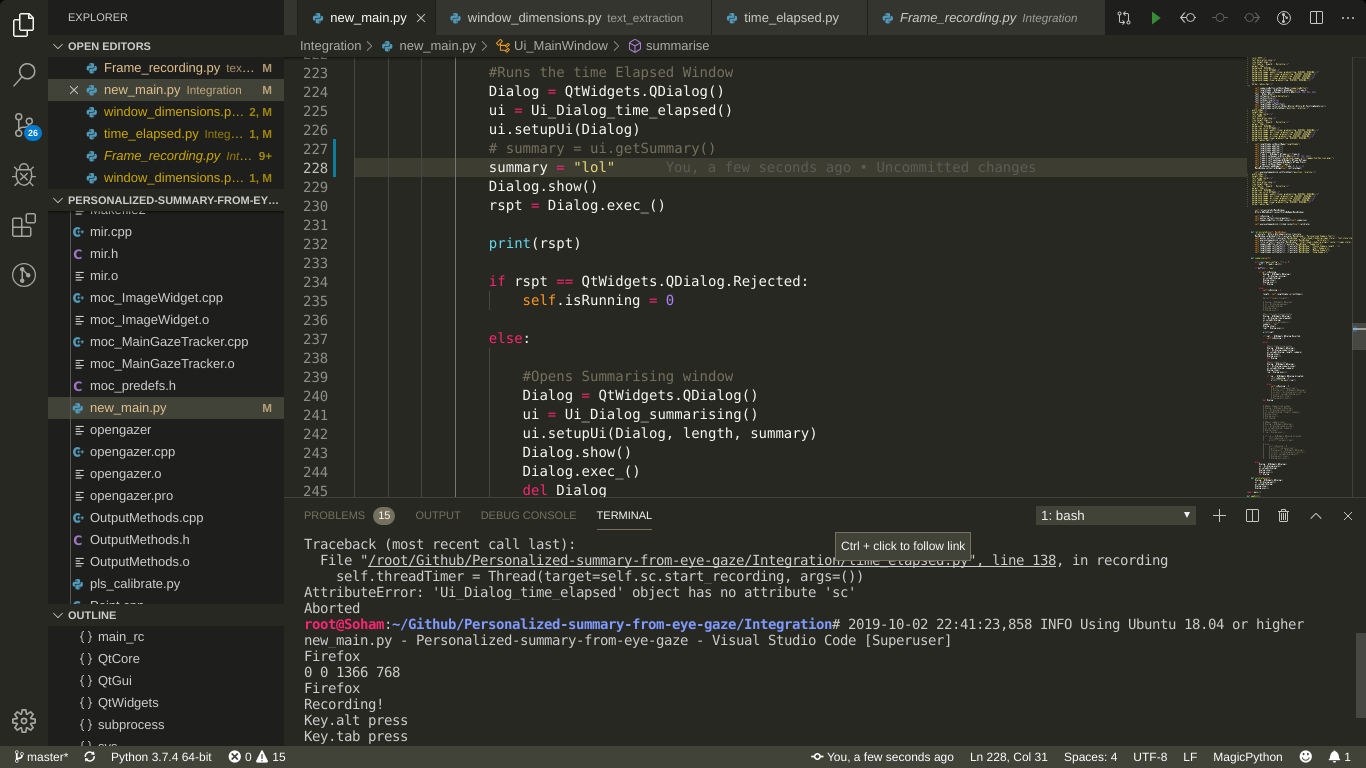 EXPLORER
new_main.py
window_dimensions.py text_extraction
time_elapsed.py
Frame_recording.py Integration
OPEN EDITORS
Frame_recording.py tex... M
new_main.py Integration M
window_dimensions.p... 2, M
time_elapsed.py Integ... 1, M
Frame_recording.py Int... 9+
window_dimensions.p... 1, M
26
PERSONALIZED-SUMMARY-FROM-EY...
mir.cpp
mir.h
mir.o
moc_ImageWidget.cpp
moc_ImageWidget.o
moc_MainGazeTracker.cpp
moc_MainGazeTracker.o
moc_predefs.h
new_main.py M
opengazer
opengazer.cpp
opengazer.o
opengazer.pro
OutputMethods.cpp
OutputMethods.h
OutputMethods.o
pls_calibrate.py
OUTLINE
{} main_rc
{} QtCore
{} QtGui
{} QtWidgets
{} subprocess
Integration > new_main.py > Ui_MainWindow > summarise
223 #Runs the time Elapsed Window
224 Dialog = QtWidgets.QDialog()
225 ui = Ui_Dialog_time_elapsed()
226 ui.setupUi(Dialog)
227 # summary = ui.getSummary()
228 summary = "lol" You, a few seconds ago • Uncommitted changes
229 Dialog.show()
230 rspt = Dialog.exec_()
231
232 print(rspt)
233
234 if rspt == QtWidgets.QDialog.Rejected:
235 self.isRunning = 0
236
237 else:
238
239 #Opens Summarising window
240 Dialog = QtWidgets.QDialog()
241 ui = Ui_Dialog_summarising()
242 ui.setupUi(Dialog, length, summary)
243 Dialog.show()
244 Dialog.exec_()
245 del Dialog
PROBLEMS 15 OUTPUT DEBUG CONSOLE TERMINAL 1: bash
Ctrl + click to follow link
Traceback (most recent call last):
File "/root/Github/Personalized-summary-from-eye-gaze/Integration/time_elapsed.py", line 138, in recording
self.threadTimer = Thread(target=self.sc.start_recording, args=())
AttributeError: 'Ui_Dialog_time_elapsed' object has no attribute 'sc'
Aborted
root@Soham:~/Github/Personalized-summary-from-eye-gaze/Integration# 2019-10-02 22:41:23,858 INFO Using Ubuntu 18.04 or higher
new_main.py - Personalized-summary-from-eye-gaze - Visual Studio Code [Superuser]
Firefox
0 0 1366 768
Firefox
Recording!
Key.alt press
Key.tab press
master* Python 3.7.4 64-bit 0 15 You, a few seconds ago Ln 228, Col 31 Spaces: 4 UTF-8 LF MagicPython 1